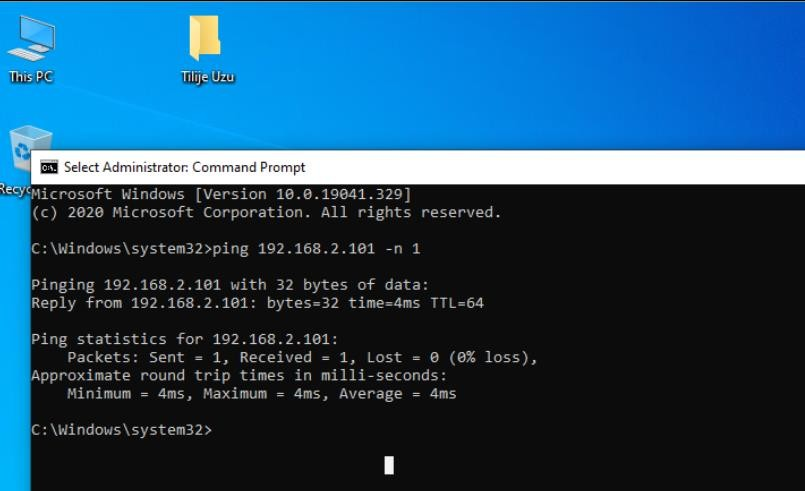 This PC
Tilije Uzu
Recyc
Select Administrator: Command Prompt
Microsoft Windows [Version 10.0.19041.329]
(c) 2020 Microsoft Corporation. All rights reserved.
C:\Windows\system32>ping 192.168.2.101 -n 1
Pinging 192.168.2.101 with 32 bytes of data:
Reply from 192.168.2.101: bytes=32 time=4ms TTL=64
Ping statistics for 192.168.2.101:
Packets: Sent = 1, Received = 1, Lost = 0 (0% loss),
Approximate round trip times in milli-seconds:
Minimum = 4ms, Maximum = 4ms, Average = 4ms
C:\Windows\system32>